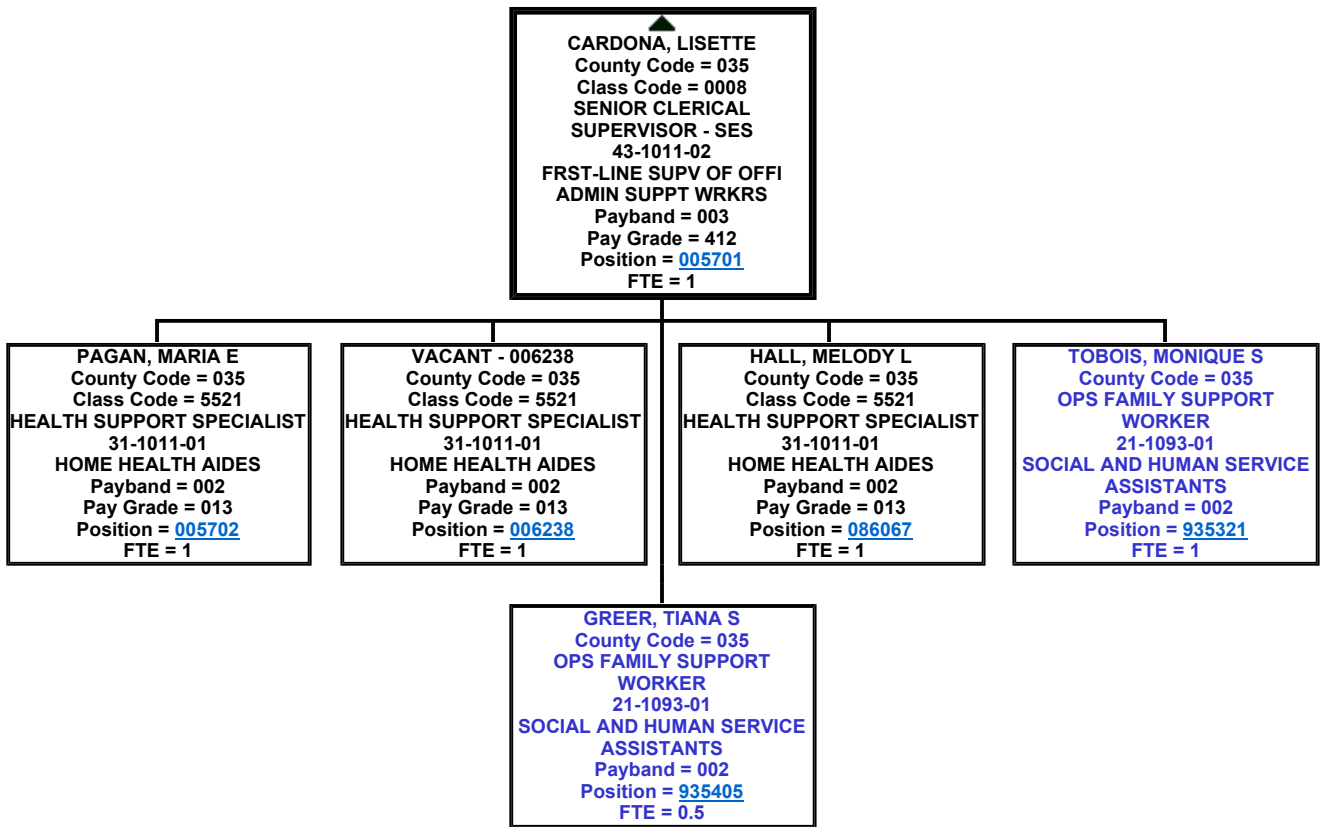 CARDONA, LISETTE
County Code = 035
Class Code = 0008
SENIOR CLERICAL
SUPERVISOR - SES
43-1011-02
FRST-LINE SUPV OF OFFI
ADMIN SUPPT WRKRS
Payband = 003
Pay Grade = 412
Position = 005701
FTE = 1
PAGAN, MARIA E
County Code = 035
Class Code = 5521
HEALTH SUPPORT SPECIALIST
31-1011-01
HOME HEALTH AIDES
Payband = 002
Pay Grade = 013
Position = 005702
FTE = 1
VACANT - 006238
County Code = 035
Class Code = 5521
HEALTH SUPPORT SPECIALIST
31-1011-01
HOME HEALTH AIDES
Payband = 002
Pay Grade = 013
Position = 006238
FTE = 1
HALL, MELODY L
County Code = 035
Class Code = 5521
HEALTH SUPPORT SPECIALIST
31-1011-01
HOME HEALTH AIDES
Payband = 002
Pay Grade = 013
Position = 086067
FTE = 1
TOBOIS, MONIQUE S
County Code = 035
OPS FAMILY SUPPORT
WORKER
21-1093-01
SOCIAL AND HUMAN SERVICE
ASSISTANTS
Payband = 002
Position = 935321
FTE = 1
GREER, TIANA S
County Code = 035
OPS FAMILY SUPPORT
WORKER
21-1093-01
SOCIAL AND HUMAN SERVICE
ASSISTANTS
Payband = 002
Position = 935405
FTE = 0.5